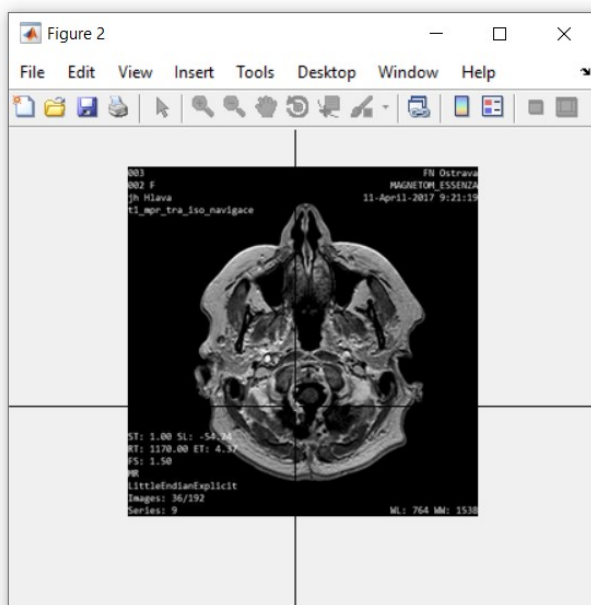 Figure 2
File Edit View Insert Tools Desktop Window Help
003
002 F
jh Hlava
t1_mpr_tra_iso_navigace
FN Ostrava
MAGNETOM_ESSENZA
11-April-2017 9:21:19
ST: 1.00 SL: -54.24
RT: 1170.00 ET: 4.37
FS: 1.50
MR
LittleEndianExplicit
Images: 36/192
Series: 9
WL: 764 WW: 1538